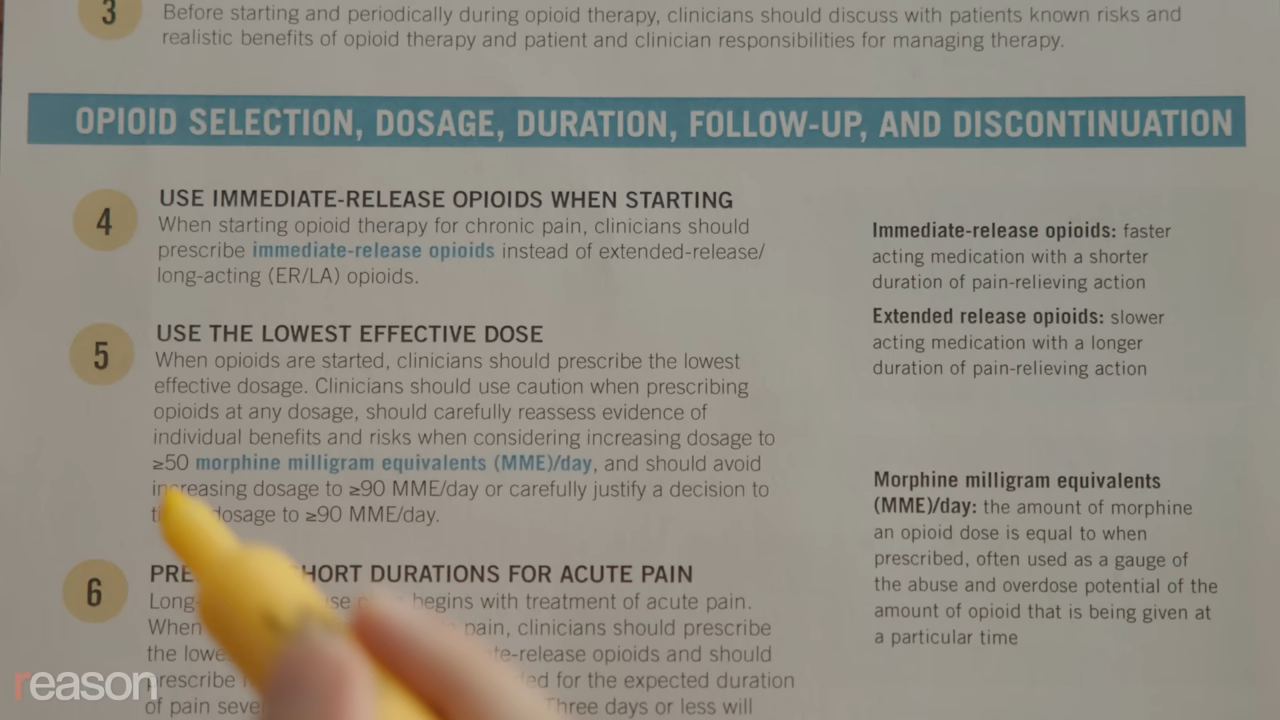 3
Before starting and periodically during opioid therapy, clinicians should discuss with patients known risks and
realistic benefits of opioid therapy and patient and clinician responsibilities for managing therapy.
OPIOID SELECTION, DOSAGE, DURATION, FOLLOW-UP, AND DISCONTINUATION
4
USE IMMEDIATE-RELEASE OPIOIDS WHEN STARTING
When starting opioid therapy for chronic pain, clinicians should
prescribe immediate-release opioids instead of extended-release/
long-acting (ER/LA) opioids.
5
USE THE LOWEST EFFECTIVE DOSE
When opioids are started, clinicians should prescribe the lowest
effective dosage. Clinicians should use caution when prescribing
opioids at any dosage, should carefully reassess evidence of
individual benefits and risks when considering increasing dosage to
≥50 morphine milligram equivalents (MME)/day, and should avoid
increasing dosage to ≥90 MME/day or carefully justify a decision to
dosage to ≥90 MME/day.
6
SHORT DURATIONS FOR ACUTE PAIN
begins with treatment of acute pain.
When pain, clinicians should prescribe
the opioids and should
for the expected duration
of pain Three days or less will
Immediate-release opioids: faster
acting medication with a shorter
duration of pain-relieving action
Extended release opioids: slower
acting medication with a longer
duration of pain-relieving action
Morphine milligram equivalents
(MME)/day: the amount of morphine
an opioid dose is equal to when
prescribed, often used as a gauge of
the abuse and overdose potential of the
amount of opioid that is being given at
a particular time
reason